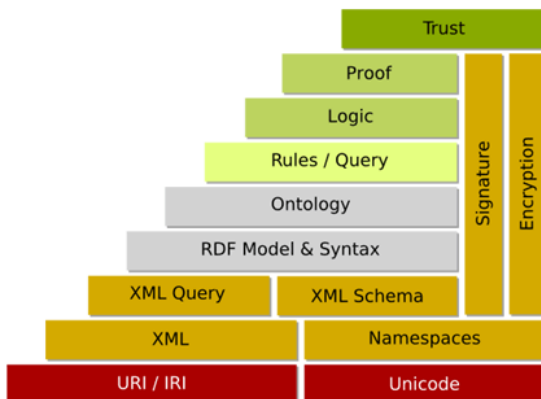 Trust
Proof
Logic
Rules / Query
Ontology
RDF Model & Syntax
Signature
Encryption
XML Query
XML Schema
XML
Namespaces
URI / IRI
Unicode